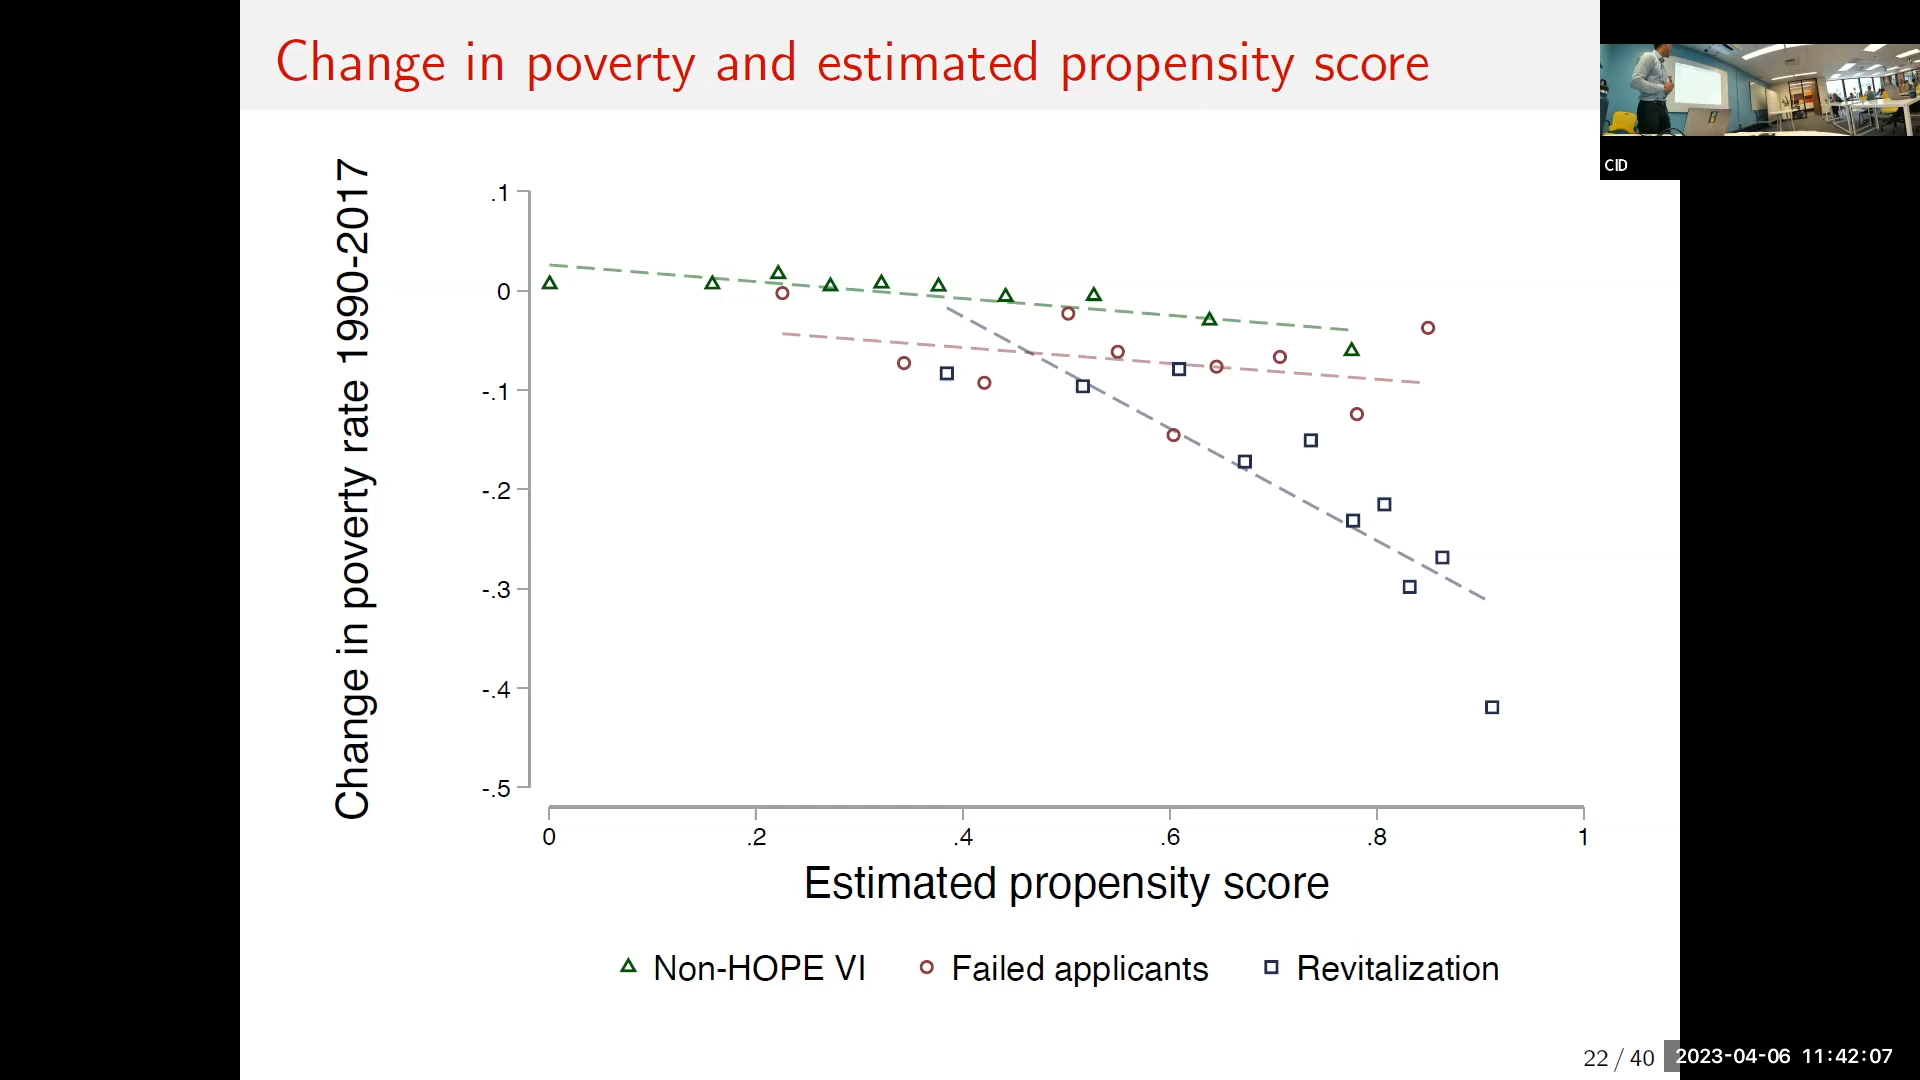 Change in poverty and estimated propensity score
CID
Change in poverty rate 1990-2017
.1
0
-.1
-.2
-.3
-.4
-.5
0 .2 .4 .6 .8 1
Estimated propensity score
Non-HOPE VI Failed applicants Revitalization
22 / 40
2023-04-06 11:42:07